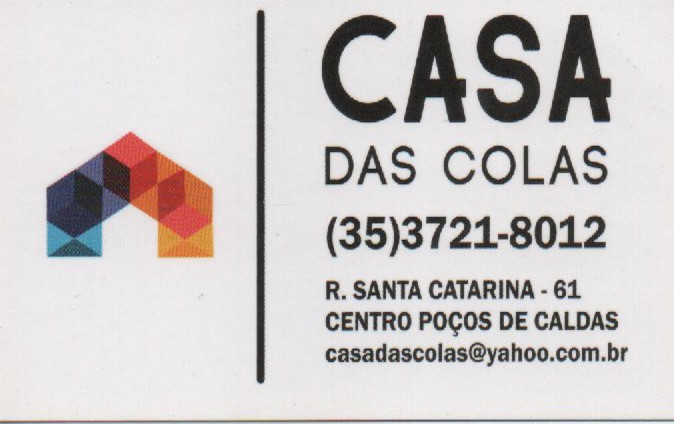 CASA
DAS COLAS
(35)3721-8012
R. SANTA CATARINA - 61
CENTRO POÇOS DE CALDAS
casadascolas@yahoo.com.br